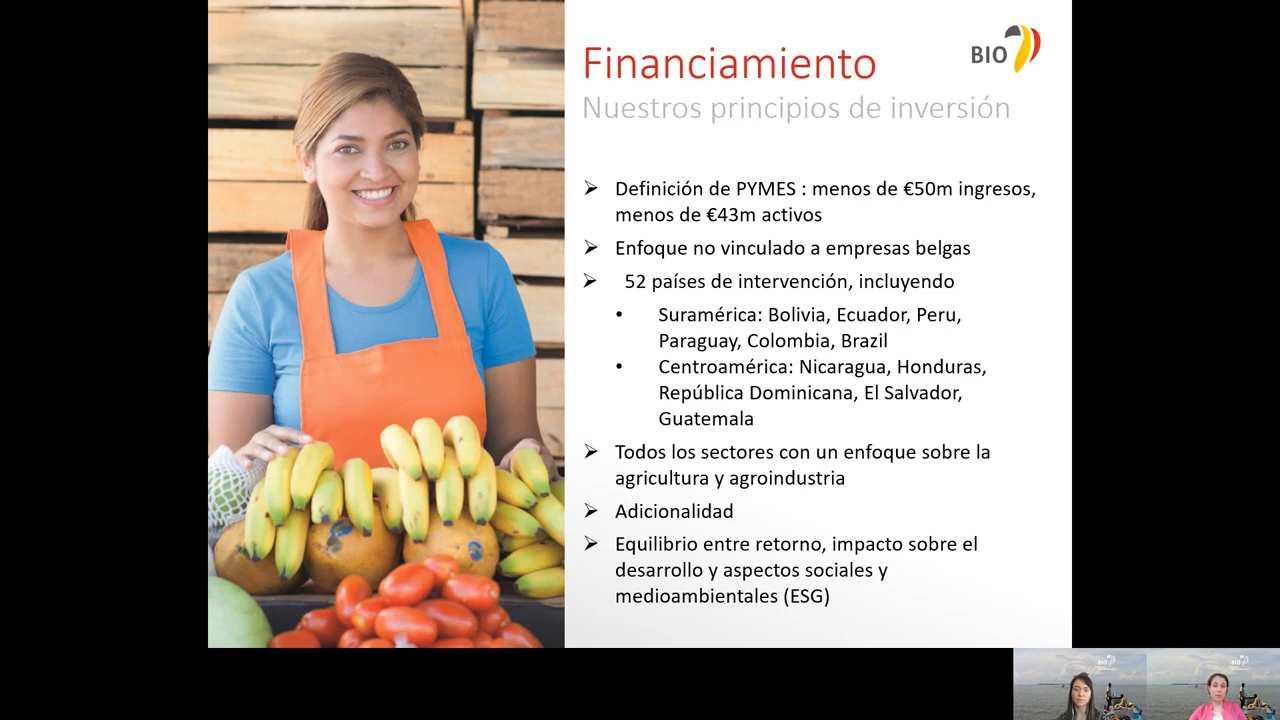 BIO
Financiamiento
Nuestros principios de inversión
Definición de PYMES : menos de €50m ingresos,
menos de €43m activos
Enfoque no vinculado a empresas belgas
52 países de intervención, incluyendo
Suramérica: Bolivia, Ecuador, Peru,
Paraguay, Colombia, Brazil
Centroamérica: Nicaragua, Honduras,
República Dominicana, El Salvador,
Guatemala
Todos los sectores con un enfoque sobre la
agricultura y agroindustria
Adicionalidad
Equilibrio entre retorno, impacto sobre el
desarrollo y aspectos sociales y
medioambientales (ESG)
BIO
BIO